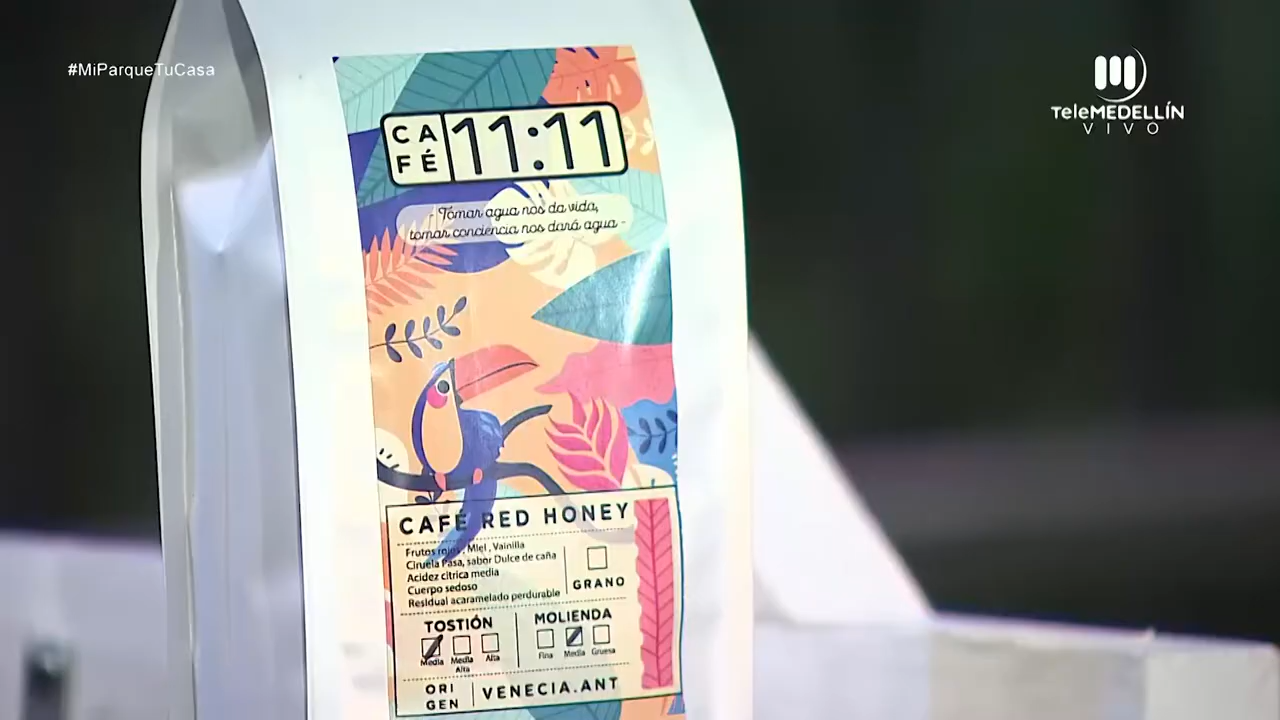 #MiParqueTuCasa
TeleMEDELLÍN
VIVO
CA
FÉ
11:11
- Tomar agua nos da vida,
tomar conciencia nos dará agua -
CAFÉ RED HONEY
Frutos rojos, Miel, Vainilla
Ciruela Pasa, sabor Dulce de caña
Acidez cítrica media
Cuerpo sedoso
Residual acaramelado perdurable
GRANO
TOSTIÓN
Media
Media
Alta
Alta
MOLIENDA
Fina
Media
Gruesa
ORI
GEN
VENECIA.ANT